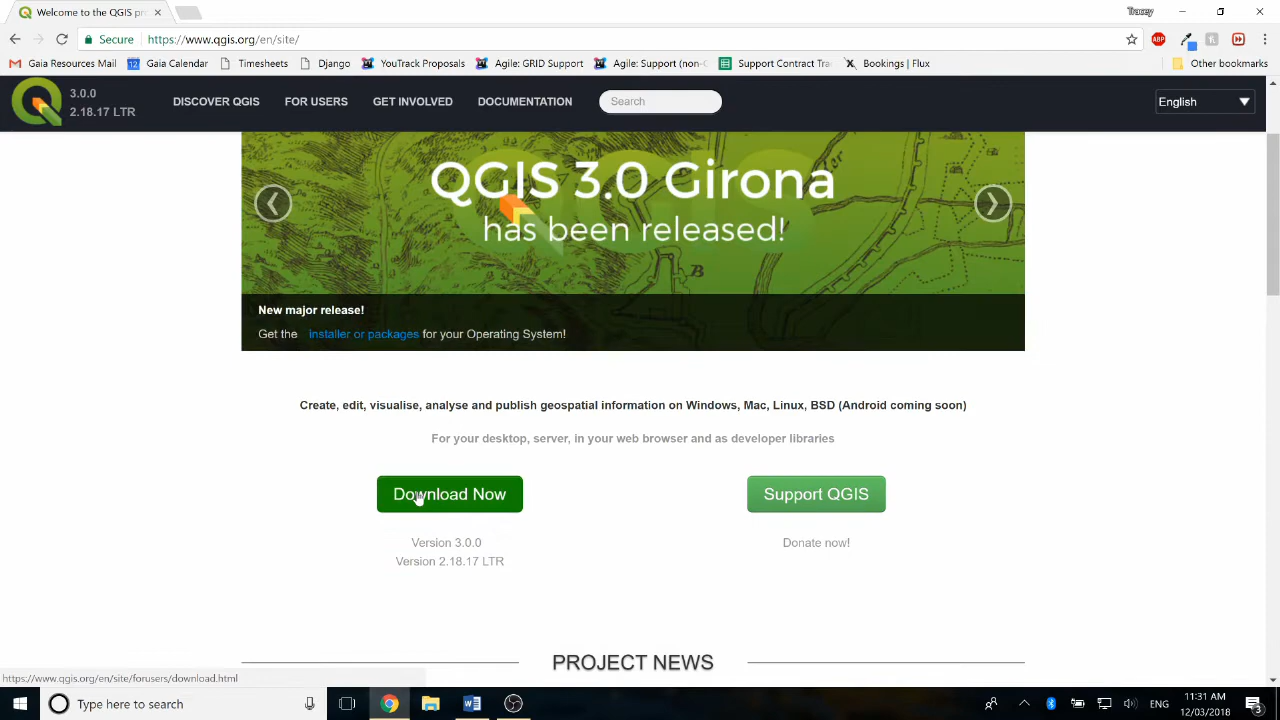 Welcome to the QGIS pr
Tracey
Secure
https://www.qgis.org/en/site/
ABP
Gaia Resources Mail
12
Gaia Calendar
Timesheets
Django
YouTrack Proposals
Agile: GRID Support
Agile: Support (non-
Support Contract Tra
Bookings | Flux
Other bookmarks
3.0.0
2.18.17 LTR
DISCOVER QGIS
FOR USERS
GET INVOLVED
DOCUMENTATION
Search
English
QGIS 3.0 Girona
has been released!
B
New major release!
Get the installer or packages for your Operating System!
Create, edit, visualise, analyse and publish geospatial information on Windows, Mac, Linux, BSD (Android coming soon)
For your desktop, server, in your web browser and as developer libraries
Download Now
Support QGIS
Version 3.0.0
Donate now!
Version 2.18.17 LTR
PROJECT NEWS
https://www.qgis.org/en/site/forusers/download.html
Type here to search
ENG
11:31 AM
12/03/2018
3